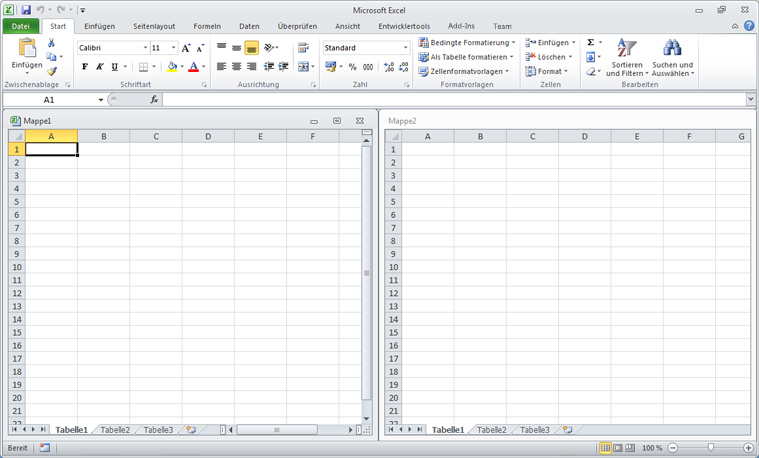 Microsoft Excel
Datei Start Einfügen Seitenlayout Formeln Daten Überprüfen Ansicht Entwicklertools Add-Ins Team
Calibri 11 Standard Bedingte Formatierung Einfügen Σ
Als Tabelle formatieren Löschen
Einfügen F K U A % 000 Zellenformatvorlagen Format Sortieren und Filtern Suchen und Auswählen
Zwischenablage Schriftart Ausrichtung Zahl Formatvorlagen Zellen Bearbeiten
A1 fx
Mappe1 Mappe2
A B C D E F A B C D E F G
1 1
2 2
3 3
4 4
5 5
6 6
7 7
8 8
9 9
10 10
11 11
12 12
13 13
14 14
15 15
16 16
17 17
18 18
19 19
20 20
21 21
22 22
Tabelle1 Tabelle2 Tabelle3 Tabelle1 Tabelle2 Tabelle3
Bereit 100 %